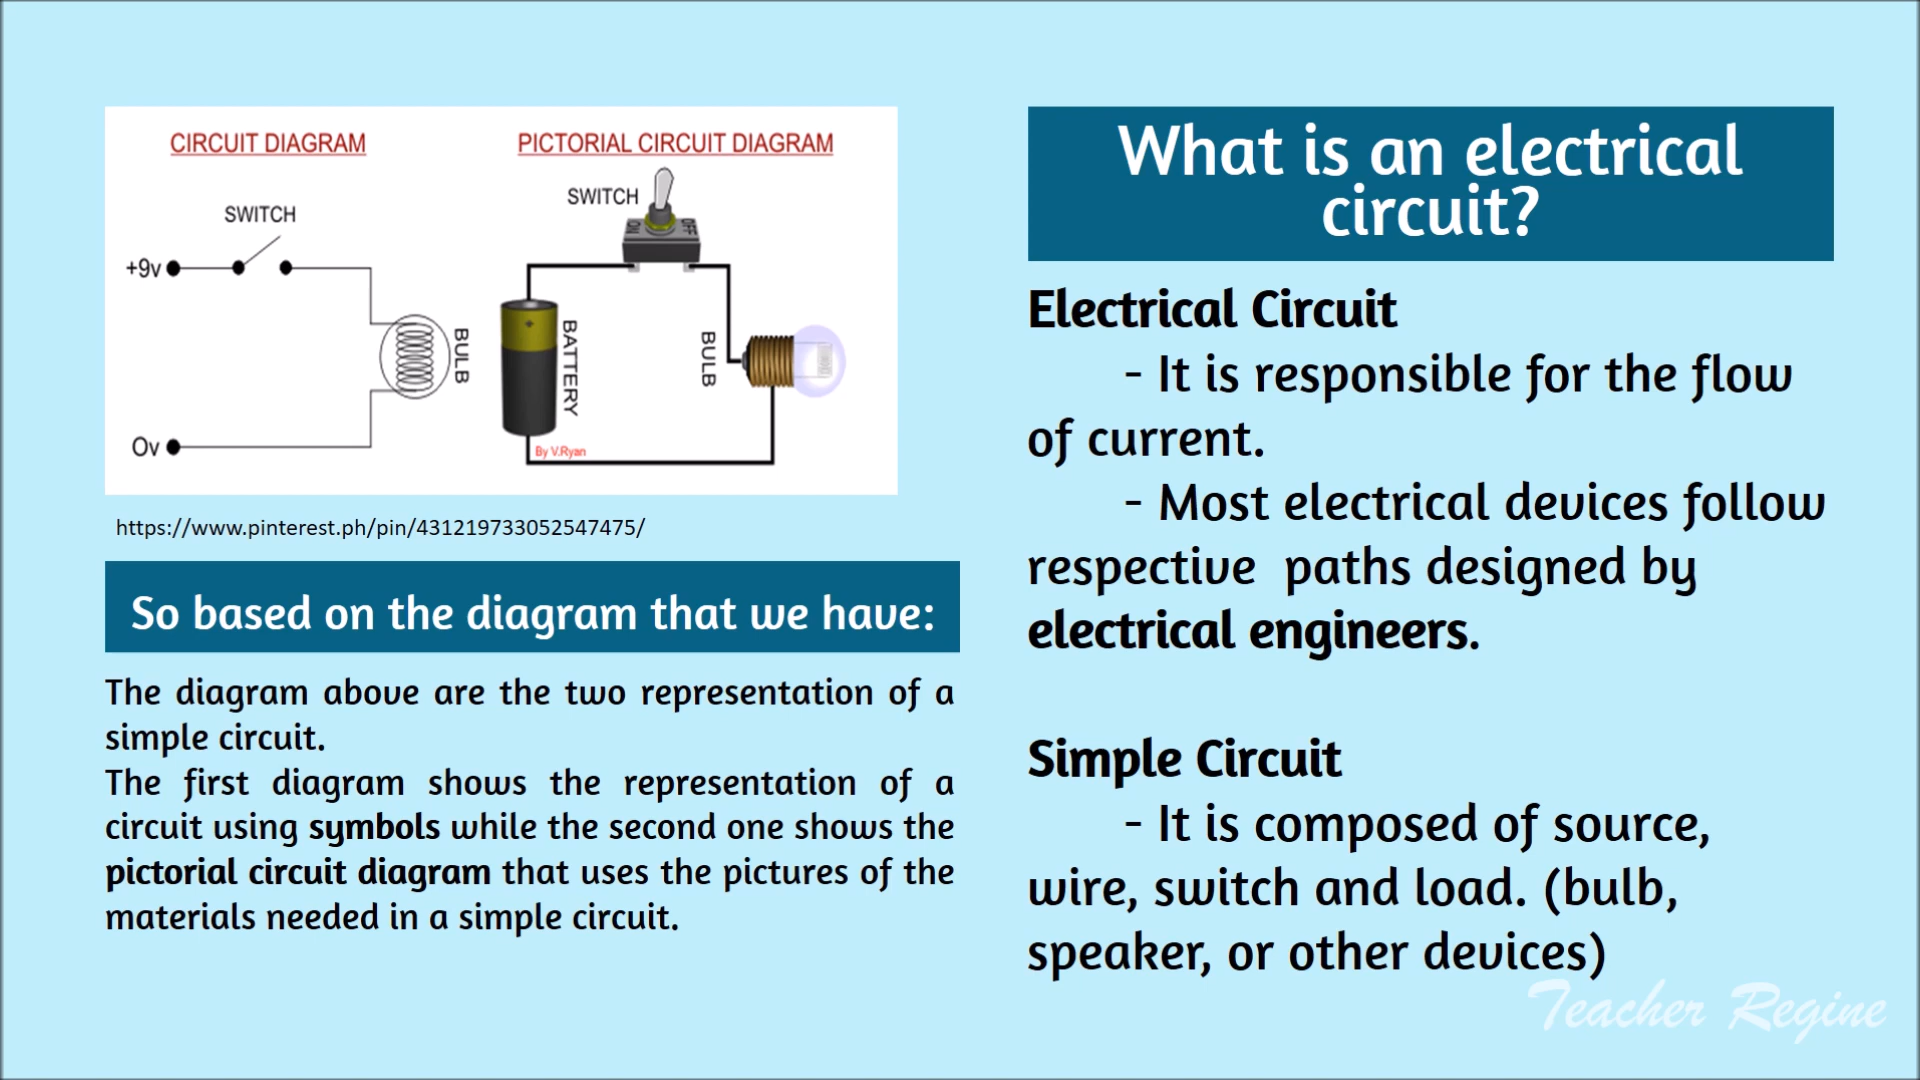 CIRCUIT DIAGRAM
PICTORIAL CIRCUIT DIAGRAM
SWITCH
SWITCH
ON
OFF
+9v
0v
BULB
+
BATTERY
BULB
By V.Ryan
https://www.pinterest.ph/pin/431219733052547475/
So based on the diagram that we have:
The diagram above are the two representation of a
simple circuit.
The first diagram shows the representation of a
circuit using symbols while the second one shows the
pictorial circuit diagram that uses the pictures of the
materials needed in a simple circuit.
What is an electrical
circuit?
Electrical Circuit
- It is responsible for the flow
of current.
- Most electrical devices follow
respective paths designed by
electrical engineers.
Simple Circuit
- It is composed of source,
wire, switch and load. (bulb,
speaker, or other devices)
Teacher Regine